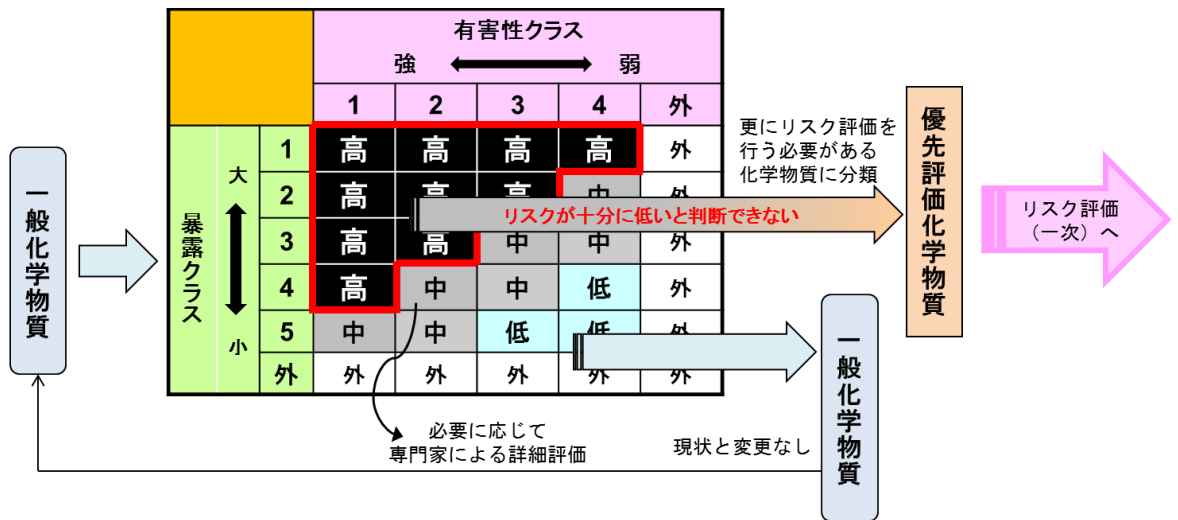 一般化学物質
有害性クラス
強 弱
1 2 3 4 外
暴露クラス
大
小
1 高 高 高 高 外
2 高 高 高 中 外
リスクが十分に低いと判断できない
3 高 高 中 中 外
4 高 中 中 低 外
5 中 中 低 低 外
外 外 外 外 外 外
更にリスク評価を
行う必要がある
化学物質に分類
優先評価化学物質
リスク評価
（一次）へ
必要に応じて
専門家による詳細評価
現状と変更なし
一般化学物質